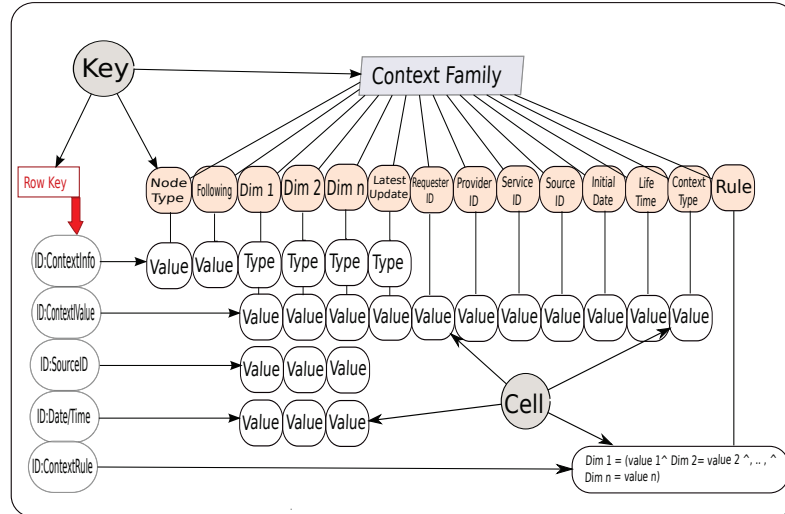 Key
Context Family
Row Key
Node
Type
Following
Dim 1
Dim 2
Dim n
Latest
Update
Requester
ID
Provider
ID
Service
ID
Source
ID
Initial
Date
Life
Time
Context
Type
Rule
ID:ContextInfo
Value
Value
Type
Type
Type
Type
ID:ContextIValue
Value
Value
Value
Value
Value
Value
Value
Value
Value
Value
Value
ID:SourceID
Value
Value
Value
Cell
ID:Date/Time
Value
Value
Value
ID:ContextRule
Dim 1 = (value 1^ Dim 2= value 2 ^, .. , ^
Dim n = value n)